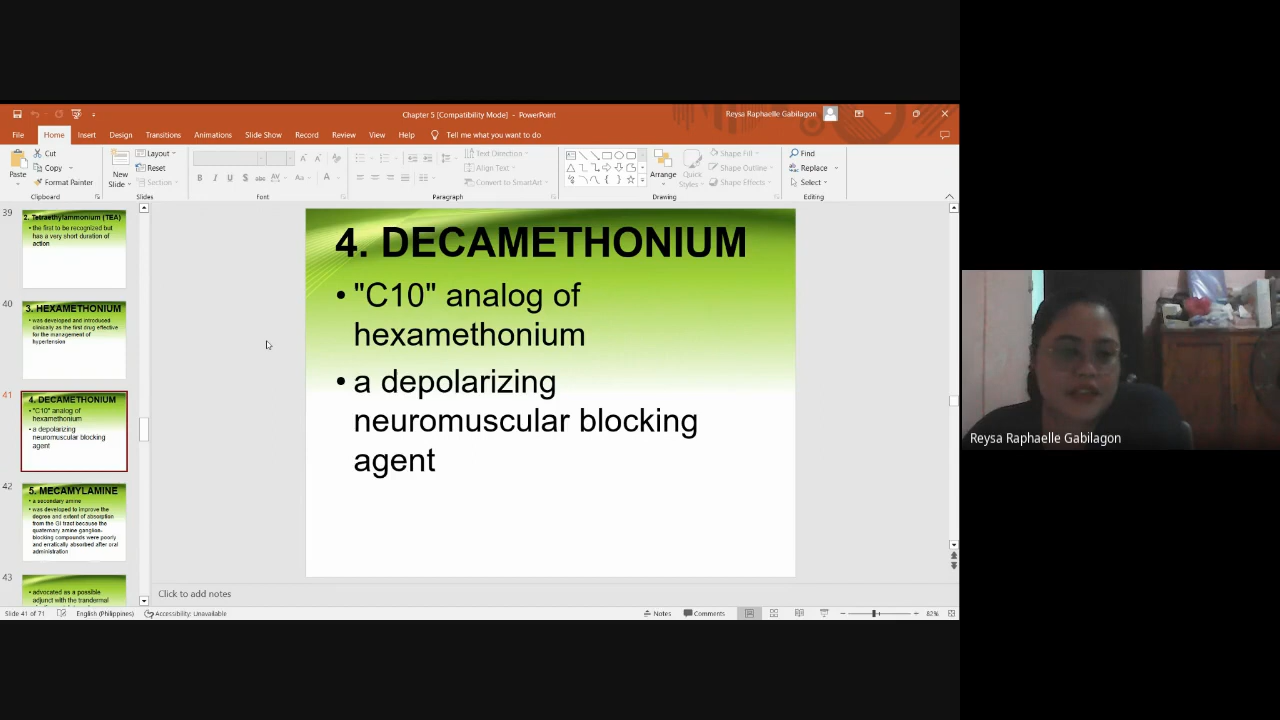 Chapter 5 [Compatibility Mode] - PowerPoint
Reysa Raphaelle Gabilagon
File Home Insert Design Transitions Animations Slide Show Record Review View Help Tell me what you want to do
Paste
Cut
Copy
Format Painter
Clipboard
New
Slide
Layout
Reset
Section
Slides
B I U S ab AV Aa A
Font
Text Direction
Align Text
Convert to SmartArt
Paragraph
Arrange
Quick
Styles
Shape Fill
Shape Outline
Shape Effects
Drawing
Find
Replace
Select
Editing
39
2. Tetraethylammonium (TEA)
• the first to be recognized but
has a very short duration of
action
40
3. HEXAMETHONIUM
• was developed and introduced
clinically as the first drug effective
for the management of
hypertension
41
4. DECAMETHONIUM
• "C10" analog of
hexamethonium
• a depolarizing
neuromuscular blocking
agent
42
5. MECAMYLAMINE
• a secondary amine
• was developed to improve the
degree and extent of absorption
from the GI tract because the
quaternary amine ganglion-
blocking compounds were poorly
and erratically absorbed after oral
administration
43
• advocated as a possible
adjunct with the trandermal
4. DECAMETHONIUM
• "C10" analog of
hexamethonium
• a depolarizing
neuromuscular blocking
agent
Click to add notes
Slide 41 of 71 English (Philippines) Accessibility: Unavailable Notes Comments 82%
Reysa Raphaelle Gabilagon